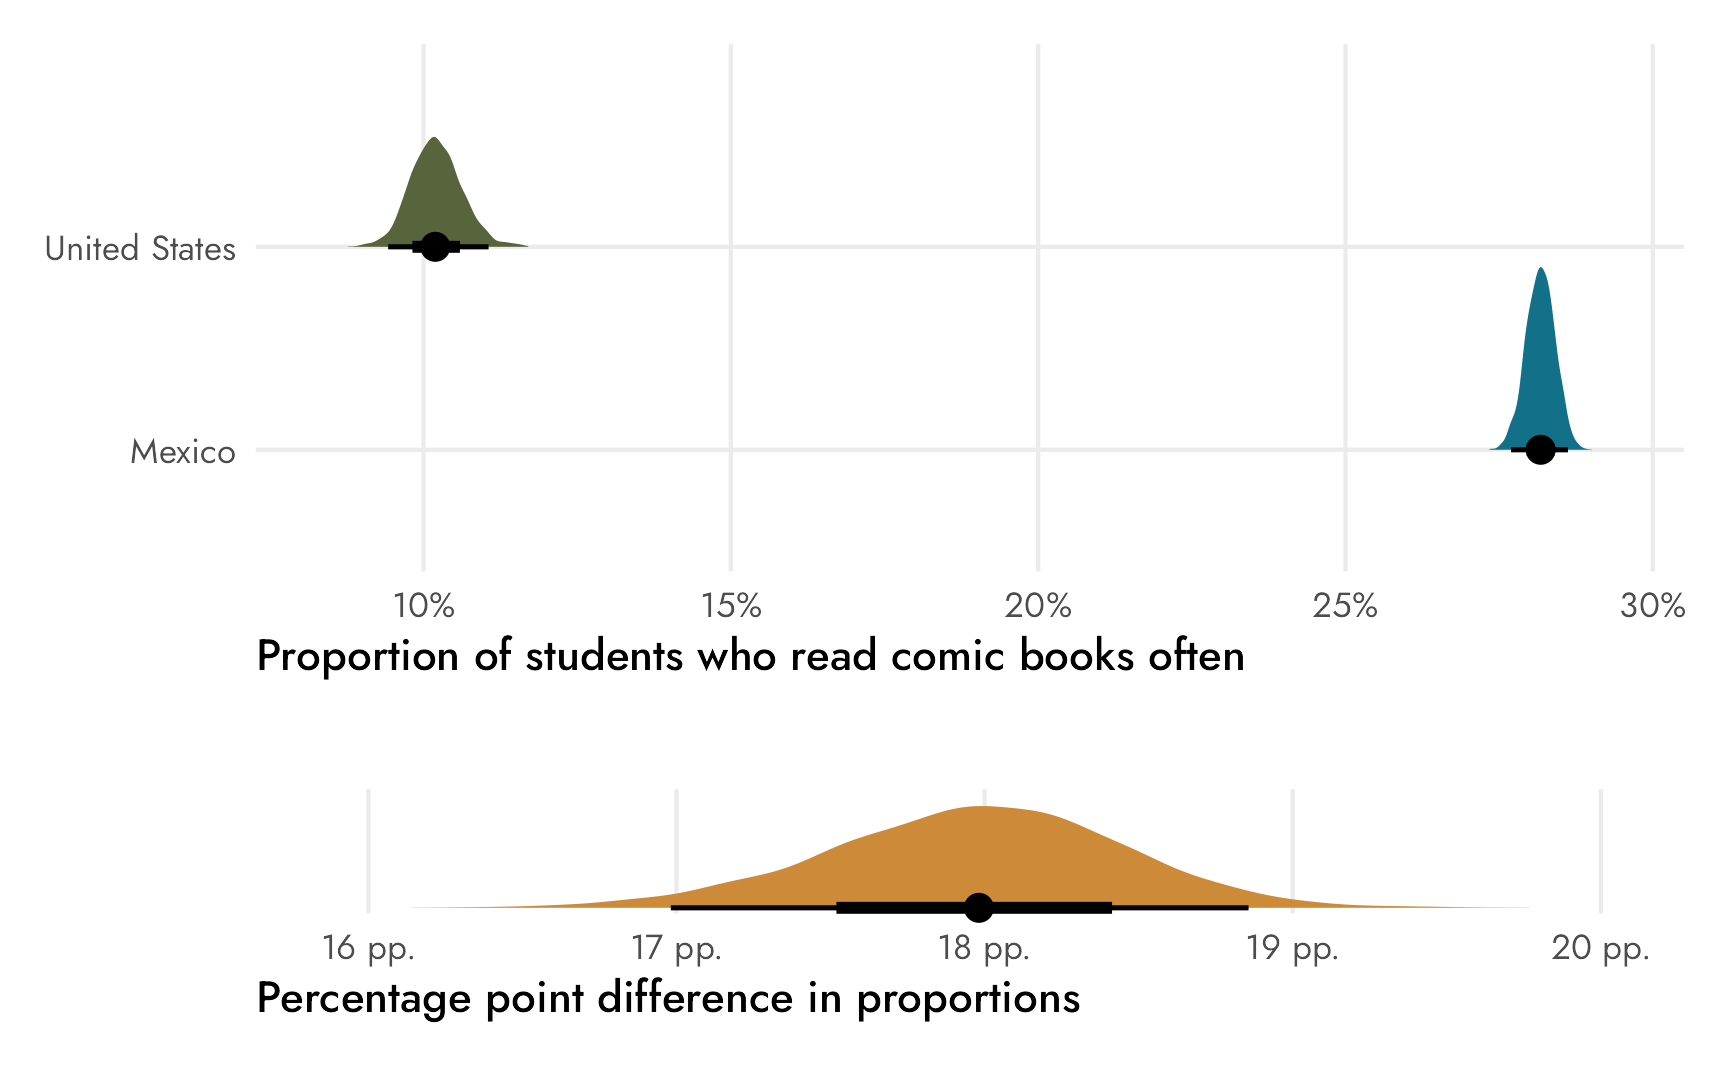 United States
Mexico
10% 15% 20% 25% 30%
Proportion of students who read comic books often
16 pp. 17 pp. 18 pp. 19 pp. 20 pp.
Percentage point difference in proportions